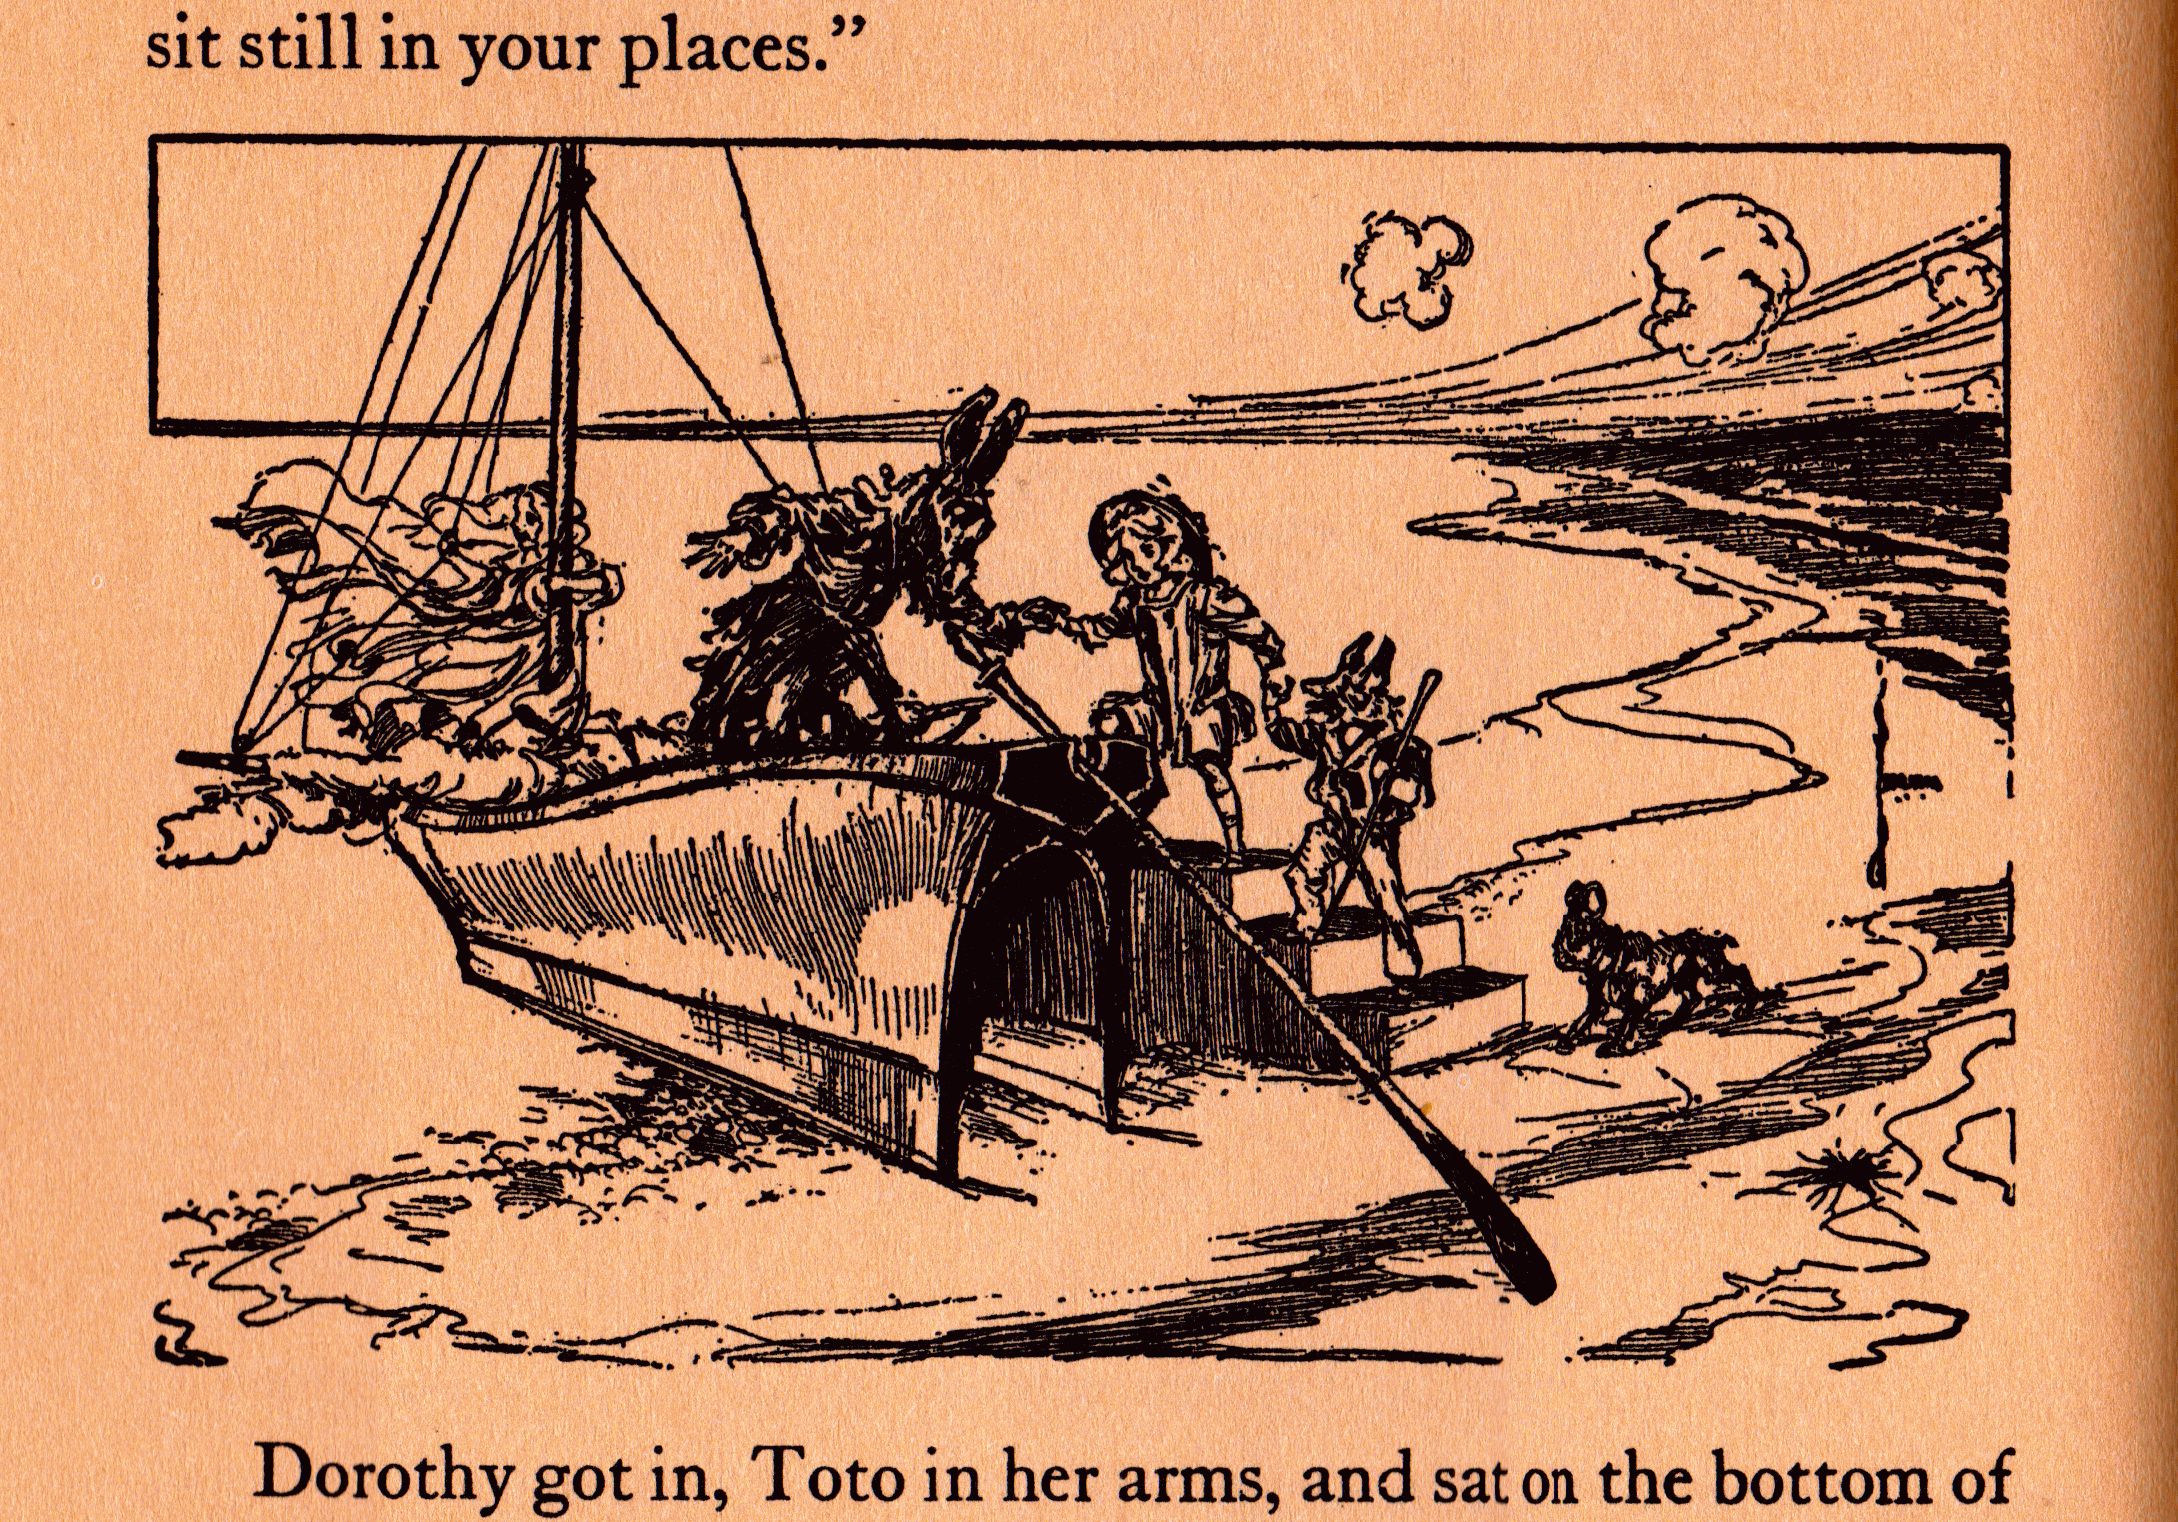 sit still in your places.”
Dorothy got in, Toto in her arms, and sat on the bottom of